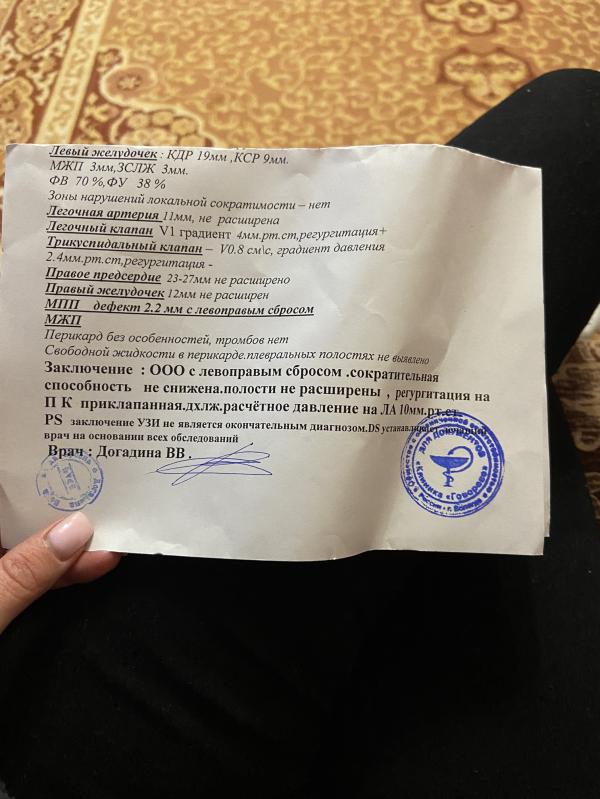 Левый желудочек : КДР 19мм ,КСР 9мм.
МЖП 3мм,ЗСЛЖ 3мм.
ФВ 70 %,ФУ 38 %
Зоны нарушений локальной сократимости – нет
Легочная артерия 11мм, не расширена
Легочный клапан V1 градиент 4мм.рт.ст,регургитация+
Трикуспидальный клапан – V0.8 см\с, градиент давления
2.4мм.рт.ст,регургитация -
Правое предсердие 23-27мм не расширено
Правый желудочек 12мм не расширен
МПП дефект 2.2 мм с левоправым сбросом
МЖП
Перикард без особенностей, тромбов нет
Свободной жидкости в перикарде.плевральных полостях не выявлено
Заключение : ООО с левоправым сбросом .сократительная
способность не снижена.полости не расширены , регургитация на
П К приклапанная.дхлж.расчётное давление на ЛА 10мм.рт.ст.
PS заключение УЗИ не является окончательным диагнозом.DS устанавливает
врач на основании всех обследований
Врач : Догадина ВВ .
ДЛЯ ДОКУМЕНТОВ
Общество с ограниченной ответственностью